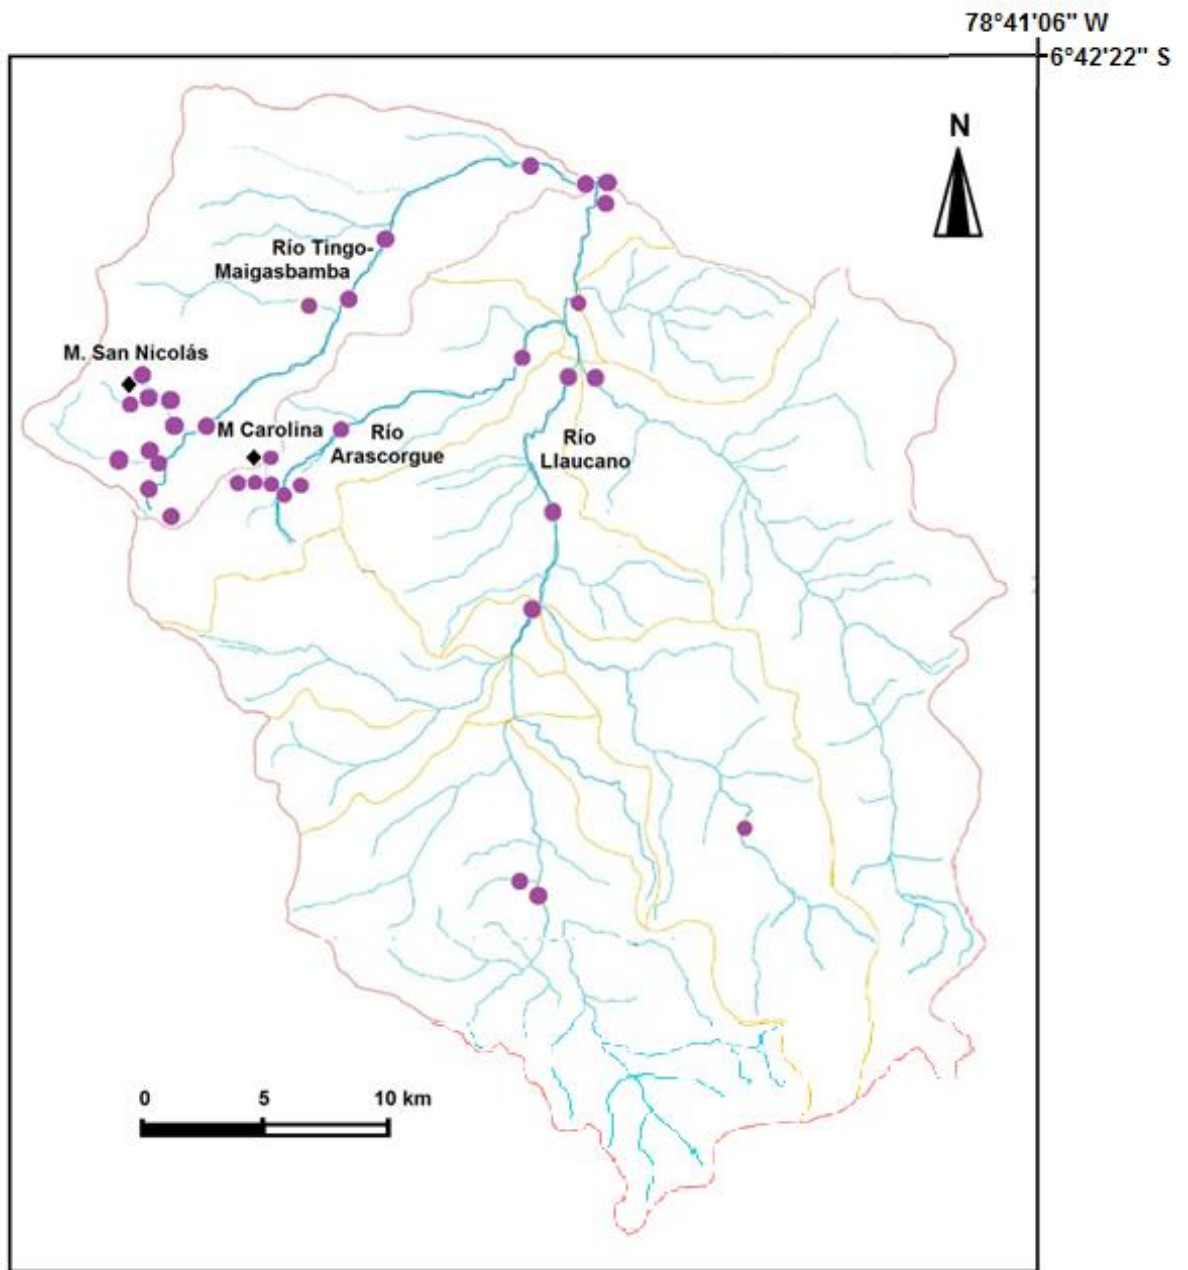 78°41'06" W
6°42'22" S
N
Río Tingo-
Maigasbamba
M. San Nicolás
M Carolina
Río
Arascorgue
Río
Llaucano
0 5 10 km